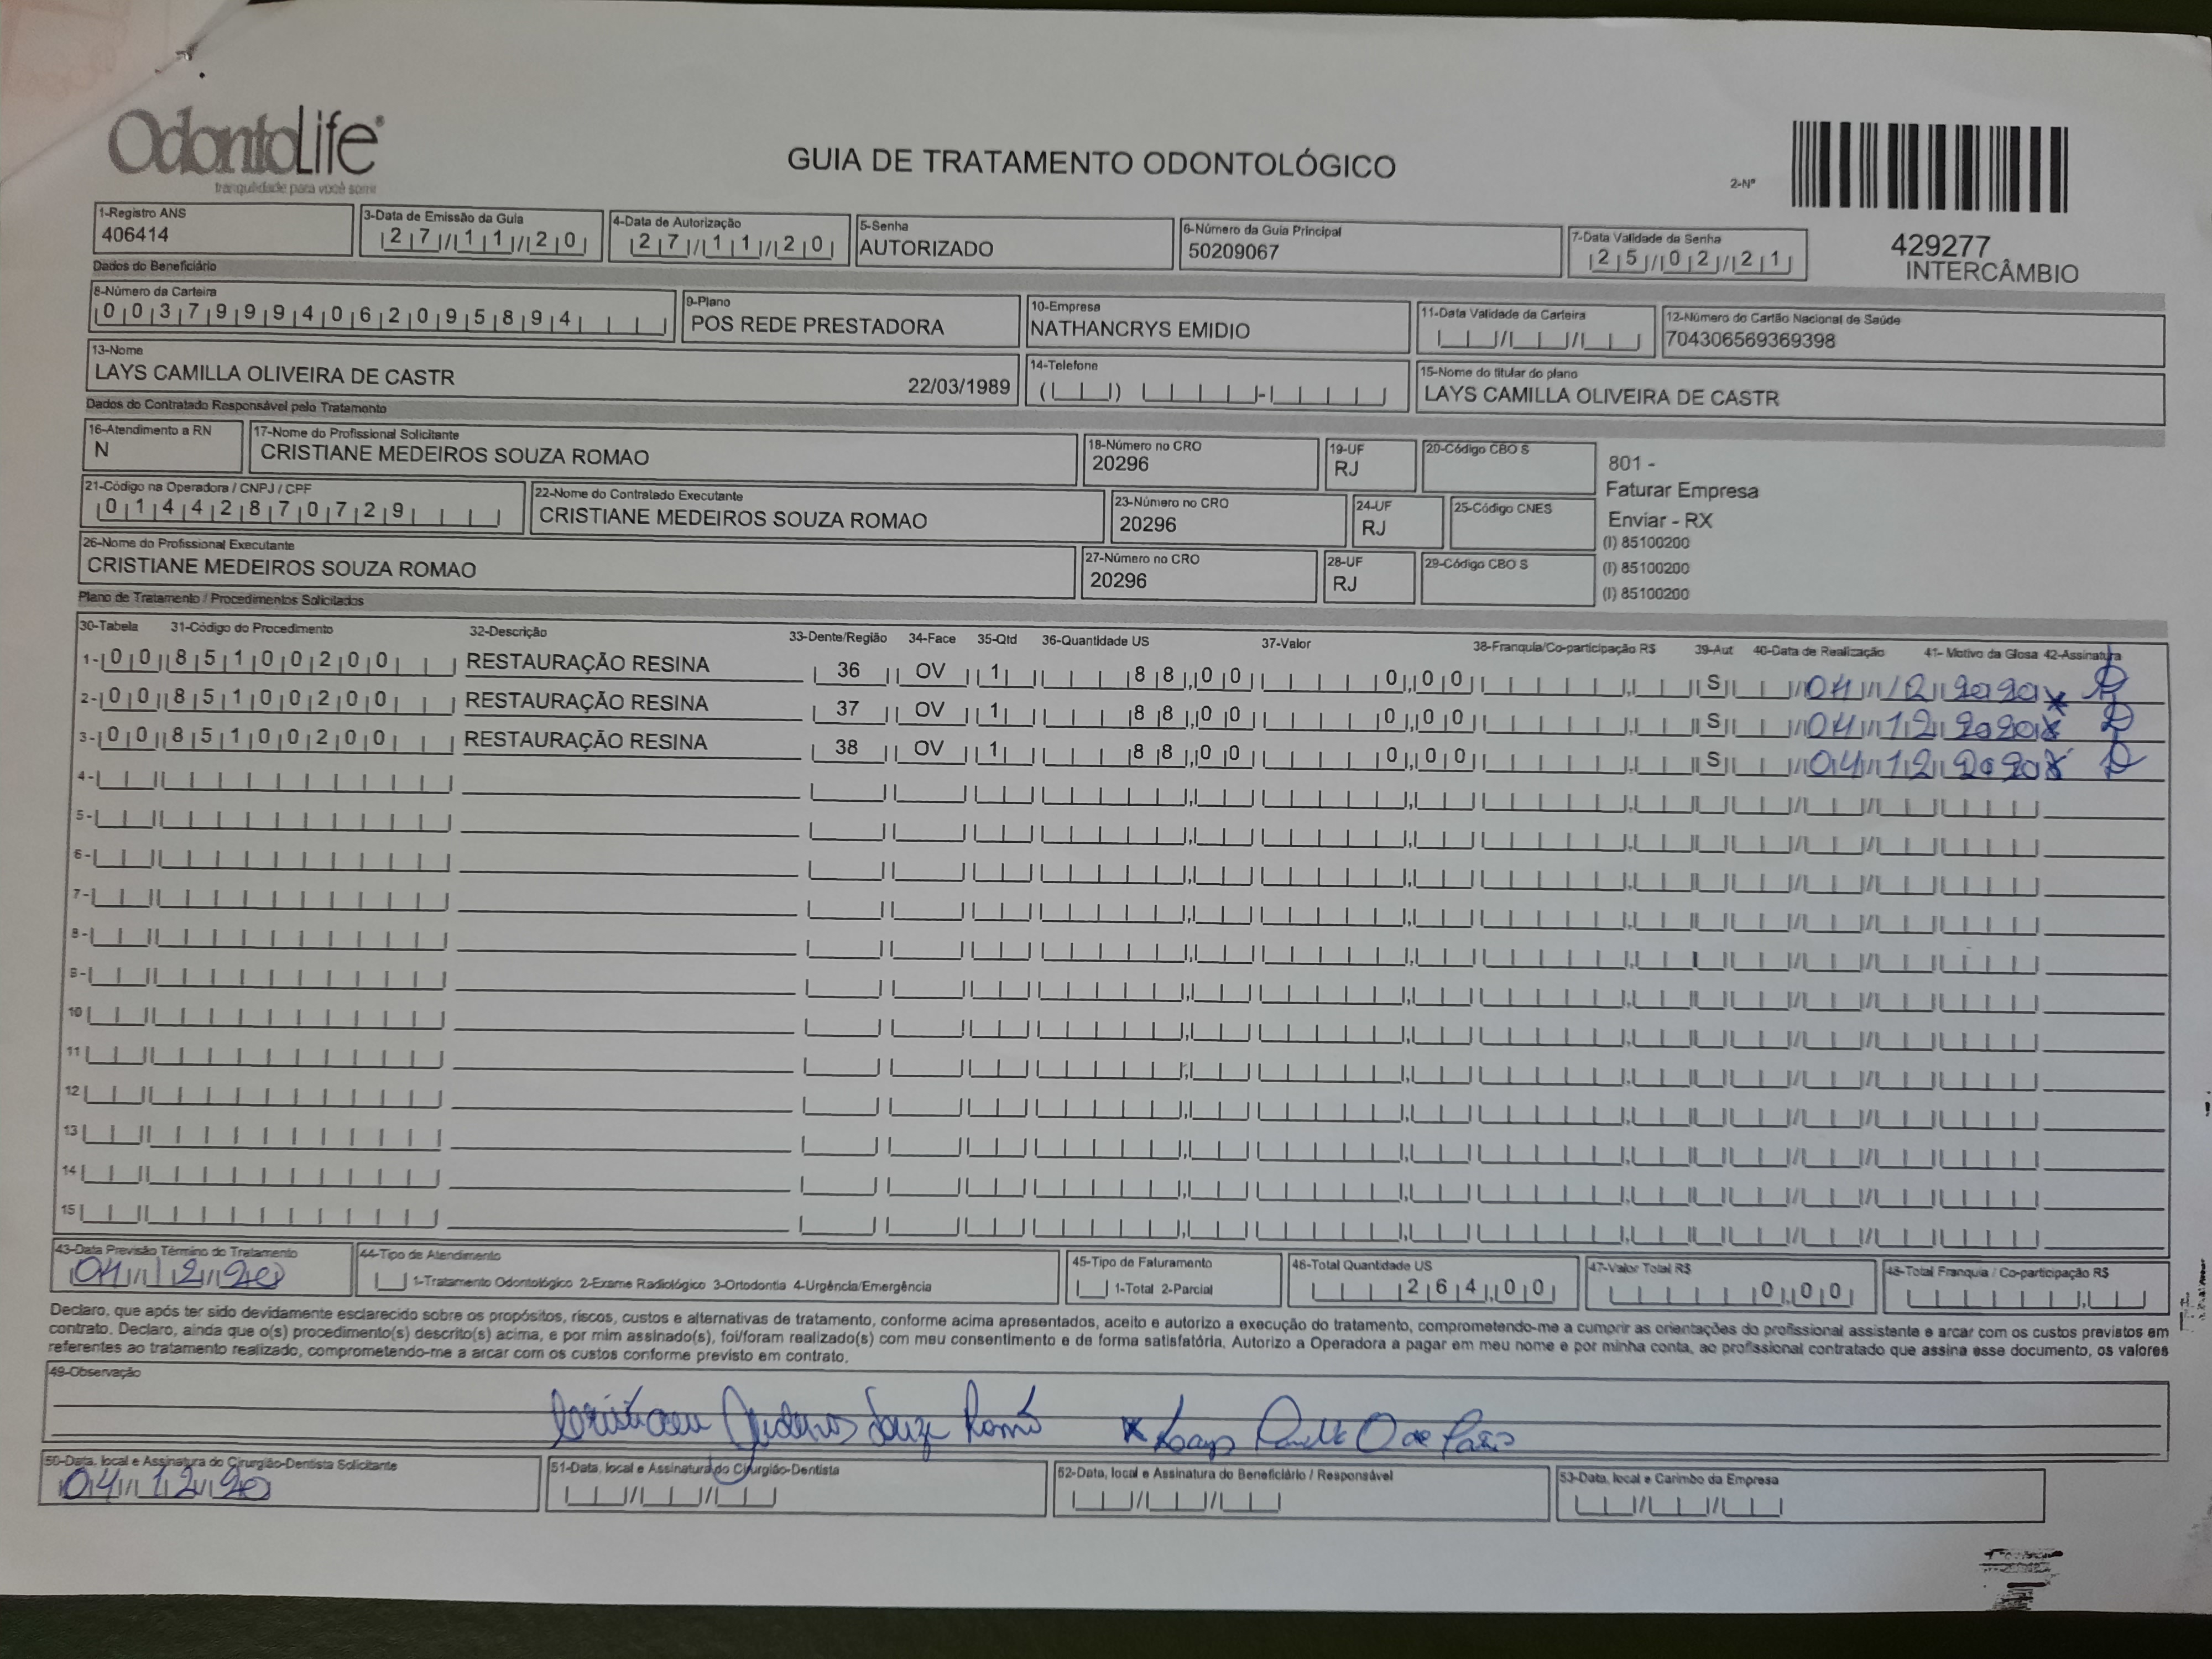 OdontoLife®
tranquilidade para você sorrir
GUIA DE TRATAMENTO ODONTOLÓGICO
2-Nº
429277
INTERCÂMBIO
1-Registro ANS
406414
3-Data de Emissão da Guia
27/11/20
4-Data de Autorização
27/11/20
5-Senha
AUTORIZADO
6-Número da Guia Principal
50209067
7-Data Validade da Senha
25/02/21
Dados do Beneficiário
8-Número da Carteira
00379994062095894
9-Plano
POS REDE PRESTADORA
10-Empresa
NATHANCRYS EMIDIO
11-Data Validade da Carteira
12-Número do Cartão Nacional de Saúde
704306569369398
13-Nome
LAYS CAMILLA OLIVEIRA DE CASTR 22/03/1989
14-Telefone
15-Nome do titular do plano
LAYS CAMILLA OLIVEIRA DE CASTR
Dados do Contratado Responsável pelo Tratamento
16-Atendimento a RN
N
17-Nome do Profissional Solicitante
CRISTIANE MEDEIROS SOUZA ROMAO
18-Número no CRO
20296
19-UF
RJ
20-Código CBO S
801 -
Faturar Empresa
Enviar - RX
(I) 85100200
(I) 85100200
(I) 85100200
21-Código na Operadora / CNPJ / CPF
01442870729
22-Nome do Contratado Executante
CRISTIANE MEDEIROS SOUZA ROMAO
23-Número no CRO
20296
24-UF
RJ
25-Código CNES
26-Nome do Profissional Executante
CRISTIANE MEDEIROS SOUZA ROMAO
27-Número no CRO
20296
28-UF
RJ
29-Código CBO S
Plano de Tratamento / Procedimentos Solicitados
30-Tabela 31-Código do Procedimento 32-Descrição 33-Dente/Região 34-Face 35-Qtd 36-Quantidade US 37-Valor 38-Franquia/Co-participação R$ 39-Aut 40-Data de Realização 41- Motivo da Glosa 42-Assinatura
1- 00 85100200 RESTAURAÇÃO RESINA 36 OV 1 88,00 0,00 S 04/12/2020 x
2- 00 85100200 RESTAURAÇÃO RESINA 37 OV 1 88,00 0,00 S 04/12/2020 x
3- 00 85100200 RESTAURAÇÃO RESINA 38 OV 1 88,00 0,00 S 04/12/2020 x
4-
5-
6-
7-
8-
9-
10
11
12
13
14
15
43-Data Previsão Término do Tratamento
04/12/20
44-Tipo de Atendimento
1-Tratamento Odontológico 2-Exame Radiológico 3-Ortodontia 4-Urgência/Emergência
45-Tipo de Faturamento
1-Total 2-Parcial
46-Total Quantidade US
264,00
47-Valor Total R$
0,00
48-Total Franquia / Co-participação R$
Declaro, que após ter sido devidamente esclarecido sobre os propósitos, riscos, custos e alternativas de tratamento, conforme acima apresentados, aceito e autorizo a execução do tratamento, comprometendo-me a cumprir as orientações do profissional assistente e arcar com os custos previstos em
contrato. Declaro, ainda que o(s) procedimento(s) descrito(s) acima, e por mim assinado(s), foi/foram realizado(s) com meu consentimento e de forma satisfatória. Autorizo a Operadora a pagar em meu nome e por minha conta, ao profissional contratado que assina esse documento, os valores
referentes ao tratamento realizado, comprometendo-me a arcar com os custos conforme previsto em contrato.
49-Observação
50-Data, local e Assinatura do Cirurgião-Dentista Solicitante
04/12/20
51-Data, local e Assinatura do Cirurgião-Dentista
52-Data, local e Assinatura do Beneficiário / Responsável
53-Data, local e Carimbo da Empresa